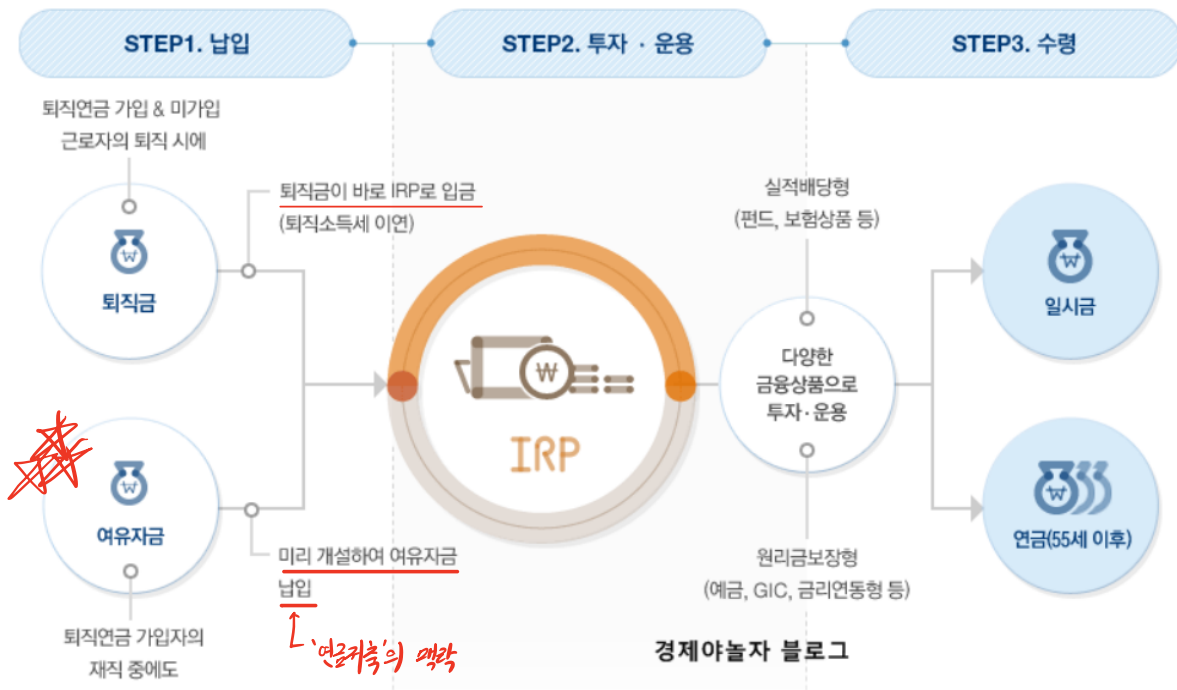 STEP1. 납입
STEP2. 투자 · 운용
STEP3. 수령
퇴직연금 가입 & 미가입
근로자의 퇴직 시에
₩
퇴직금
퇴직금이 바로 IRP로 입금
(퇴직소득세 이연)
₩
여유자금
미리 개설하여 여유자금
납입
'연금저축'의 맥락
퇴직연금 가입자의
재직 중에도
₩
IRP
실적배당형
(펀드, 보험상품 등)
다양한
금융상품으로
투자 · 운용
원리금보장형
(예금, GIC, 금리연동형 등)
₩
일시금
₩
연금(55세 이후)
경제야놀자 블로그